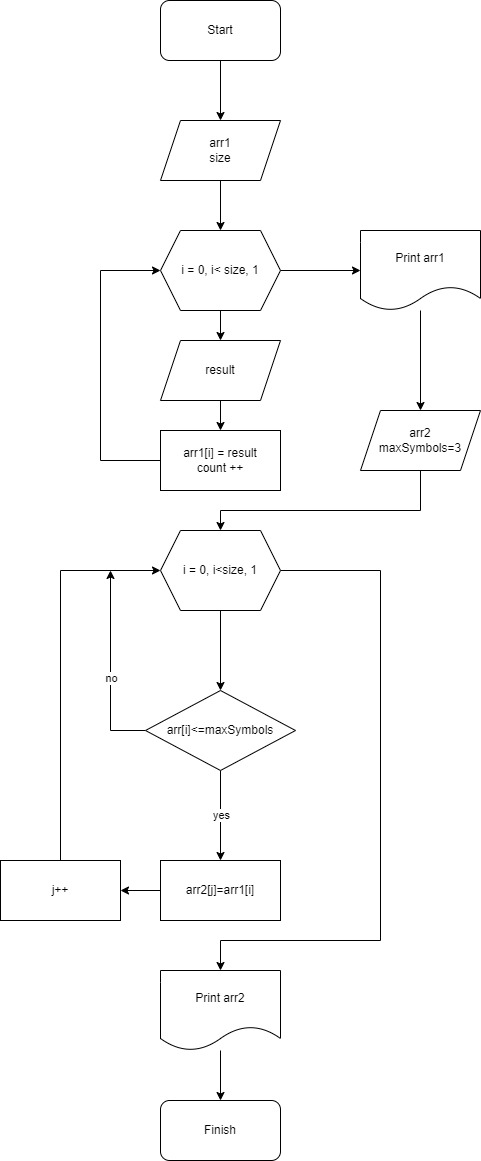 Start
arr1
size
i = 0, i< size, 1
Print arr1
result
arr1[i] = result
count ++
arr2
maxSymbols=3
i = 0, i<size, 1
no
arr[i]<=maxSymbols
yes
j++
arr2[j]=arr1[i]
Print arr2
Finish